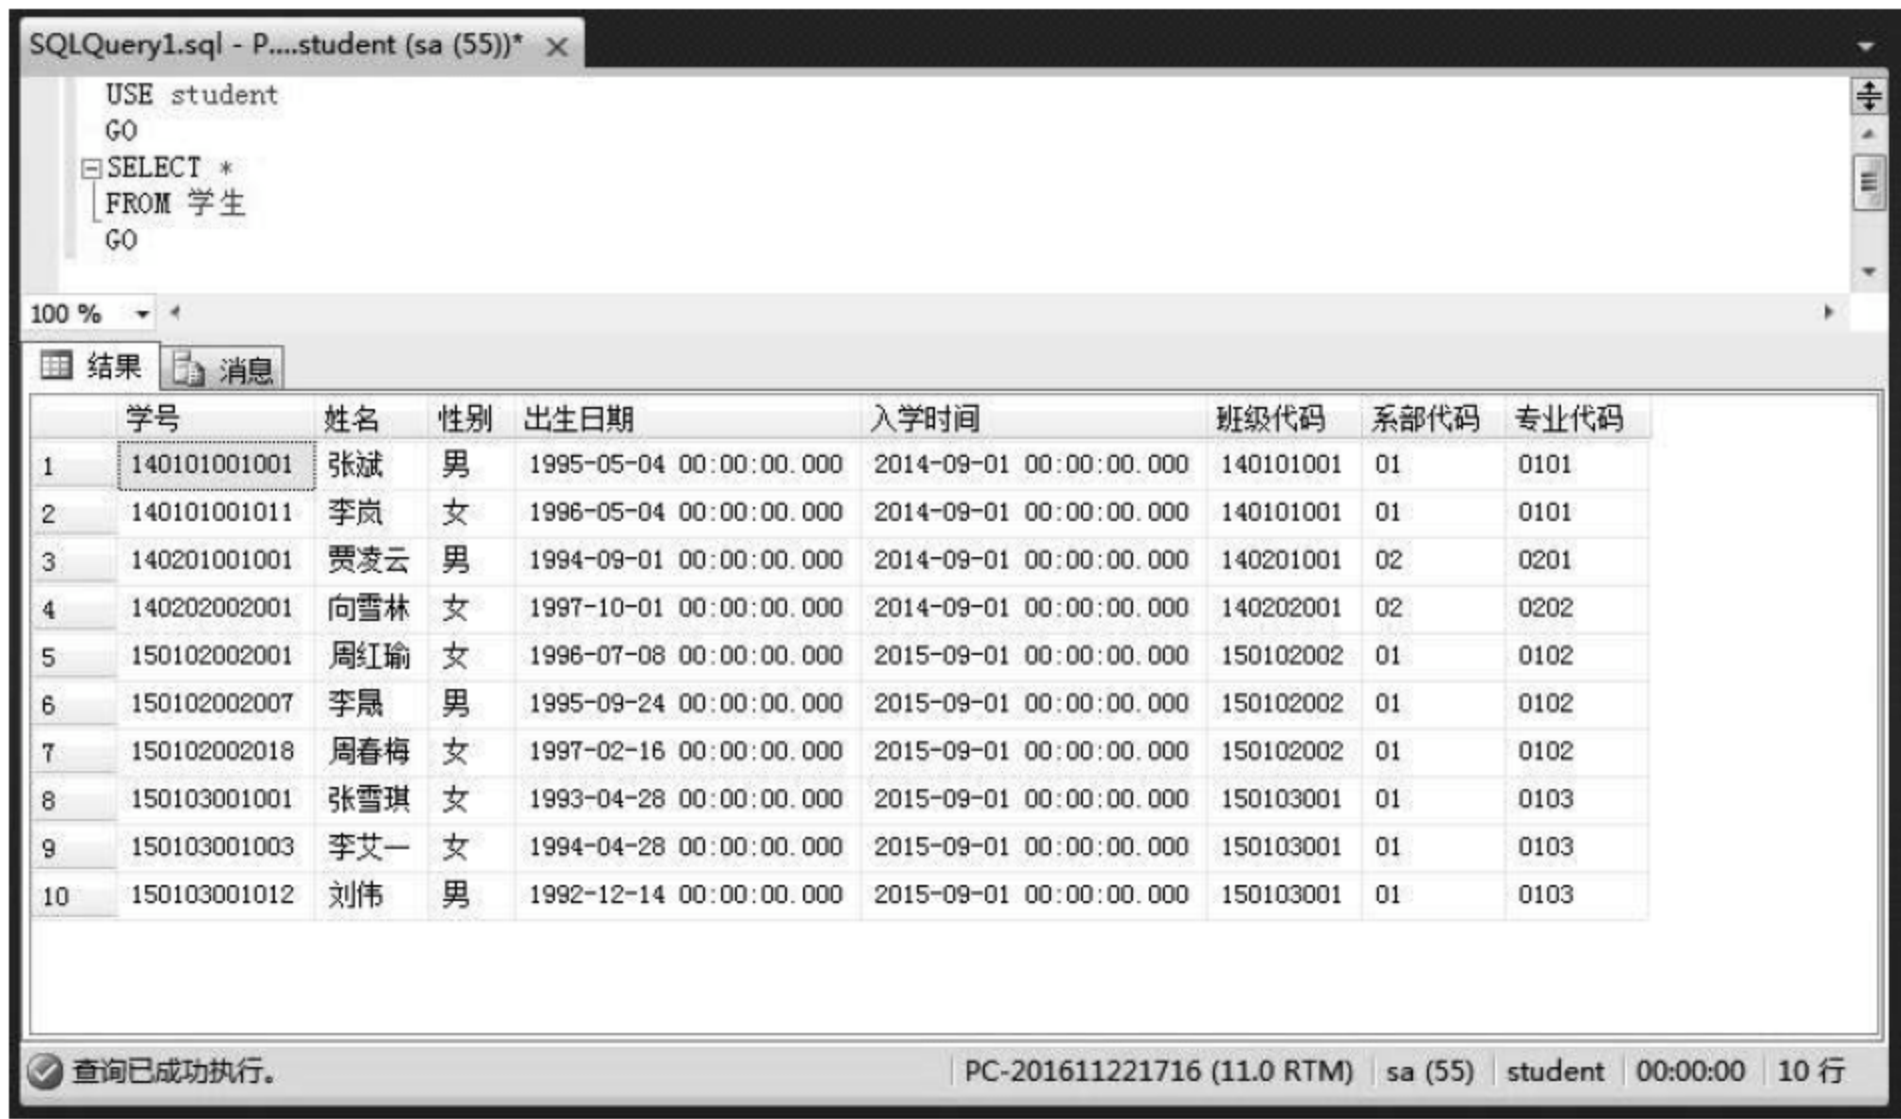 SQLQuery1.sql - P....student (sa (55))*
USE student
GO
SELECT *
FROM 学生
GO
100 %
结果 消息
学号 姓名 性别 出生日期 入学时间 班级代码 系部代码 专业代码
1 140101001001 张斌 男 1995-05-04 00:00:00.000 2014-09-01 00:00:00.000 140101001 01 0101
2 140101001011 李岚 女 1996-05-04 00:00:00.000 2014-09-01 00:00:00.000 140101001 01 0101
3 140201001001 贾凌云 男 1994-09-01 00:00:00.000 2014-09-01 00:00:00.000 140201001 02 0201
4 140202002001 向雪林 女 1997-10-01 00:00:00.000 2014-09-01 00:00:00.000 140202001 02 0202
5 150102002001 周红瑜 女 1996-07-08 00:00:00.000 2015-09-01 00:00:00.000 150102002 01 0102
6 150102002007 李晟 男 1995-09-24 00:00:00.000 2015-09-01 00:00:00.000 150102002 01 0102
7 150102002018 周春梅 女 1997-02-16 00:00:00.000 2015-09-01 00:00:00.000 150102002 01 0102
8 150103001001 张雪琪 女 1993-04-28 00:00:00.000 2015-09-01 00:00:00.000 150103001 01 0103
9 150103001003 李艾一 女 1994-04-28 00:00:00.000 2015-09-01 00:00:00.000 150103001 01 0103
10 150103001012 刘伟 男 1992-12-14 00:00:00.000 2015-09-01 00:00:00.000 150103001 01 0103
查询已成功执行。 PC-201611221716 (11.0 RTM) sa (55) student 00:00:00 10 行